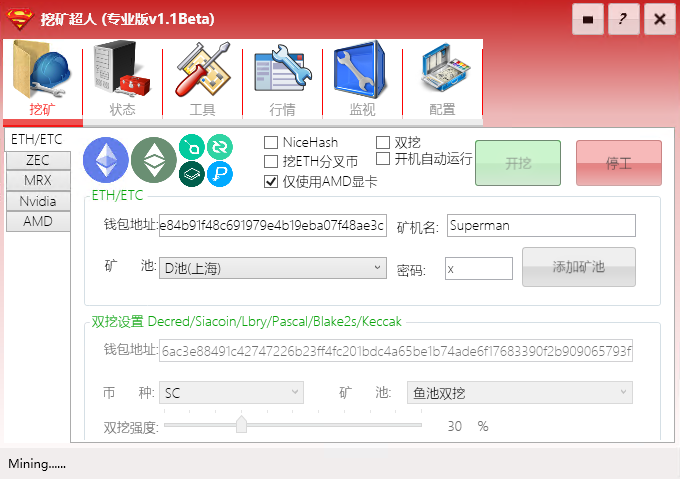 挖矿超人 (专业版v1.1Beta)
挖矿 状态 工具 行情 监视 配置
ETH/ETC
ZEC
MRX
Nvidia
AMD
NiceHash 双挖
挖ETH分叉币 开机自动运行
仅使用AMD显卡
开挖 停工
ETH/ETC
钱包地址: e84b91f48c691979e4b19eba07f48ae3c 矿机名: Superman
矿 池: D池(上海) 密码: x 添加矿池
双挖设置 Decred/Siacoin/Lbry/Pascal/Blake2s/Keccak
钱包地址: 6ac3e88491c42747226b23ff4fc201bdc4a65be1b74ade6f17683390f2b909065793f
币 种: SC 矿 池: 鱼池双挖
双挖强度: 30 %
Mining......